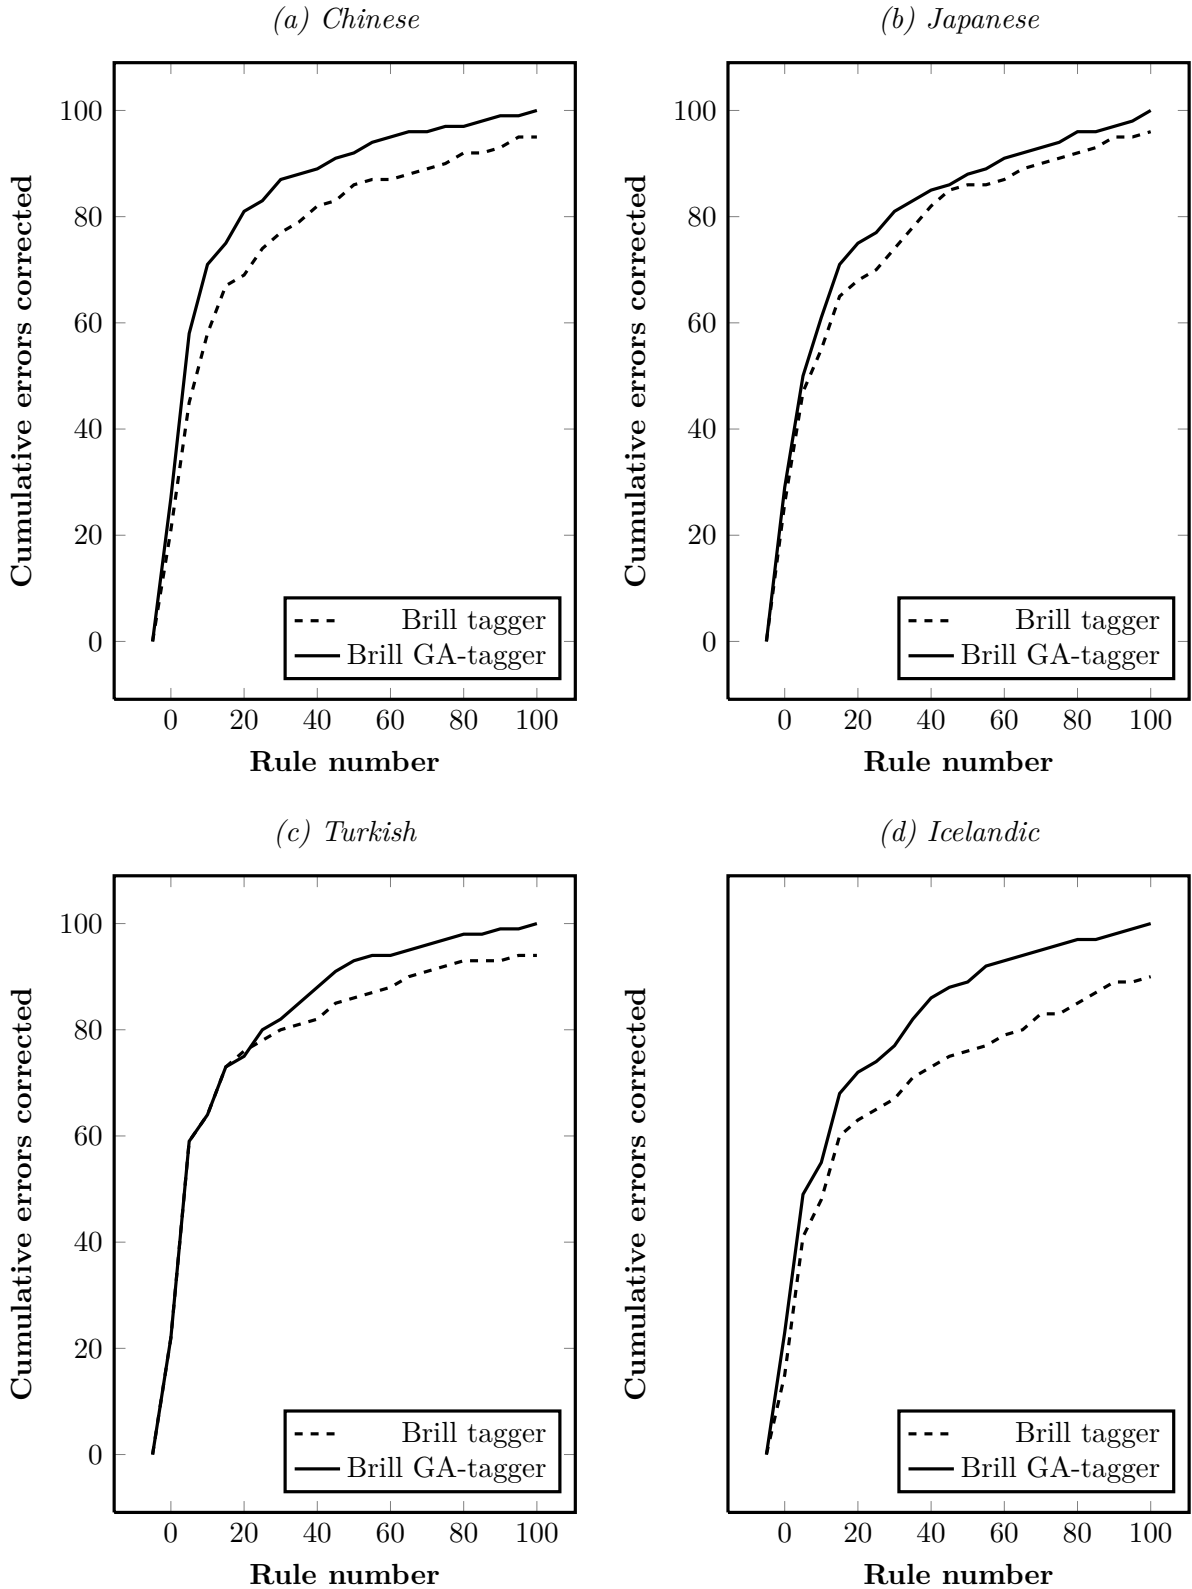 (a) Chinese
Cumulative errors corrected
100
80
60
40
20
0
Brill tagger
Brill GA-tagger
0 20 40 60 80 100
Rule number
(b) Japanese
Cumulative errors corrected
100
80
60
40
20
0
Brill tagger
Brill GA-tagger
0 20 40 60 80 100
Rule number
(c) Turkish
Cumulative errors corrected
100
80
60
40
20
0
Brill tagger
Brill GA-tagger
0 20 40 60 80 100
Rule number
(d) Icelandic
Cumulative errors corrected
Brill tagger
Brill GA-tagger
0 20 40 60 80 100
Rule number